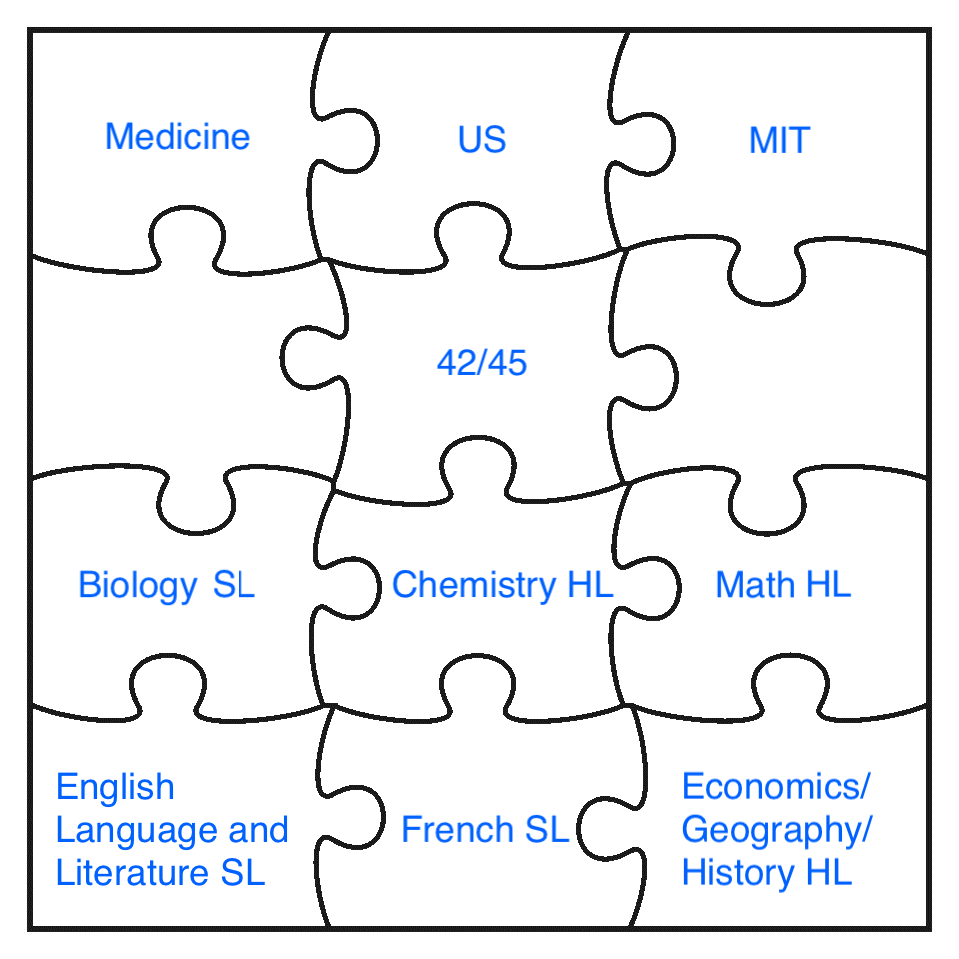 Medicine
US
MIT
42/45
Biology SL
Chemistry HL
Math HL
English
Language and
Literature SL
French SL
Economics/
Geography/
History HL